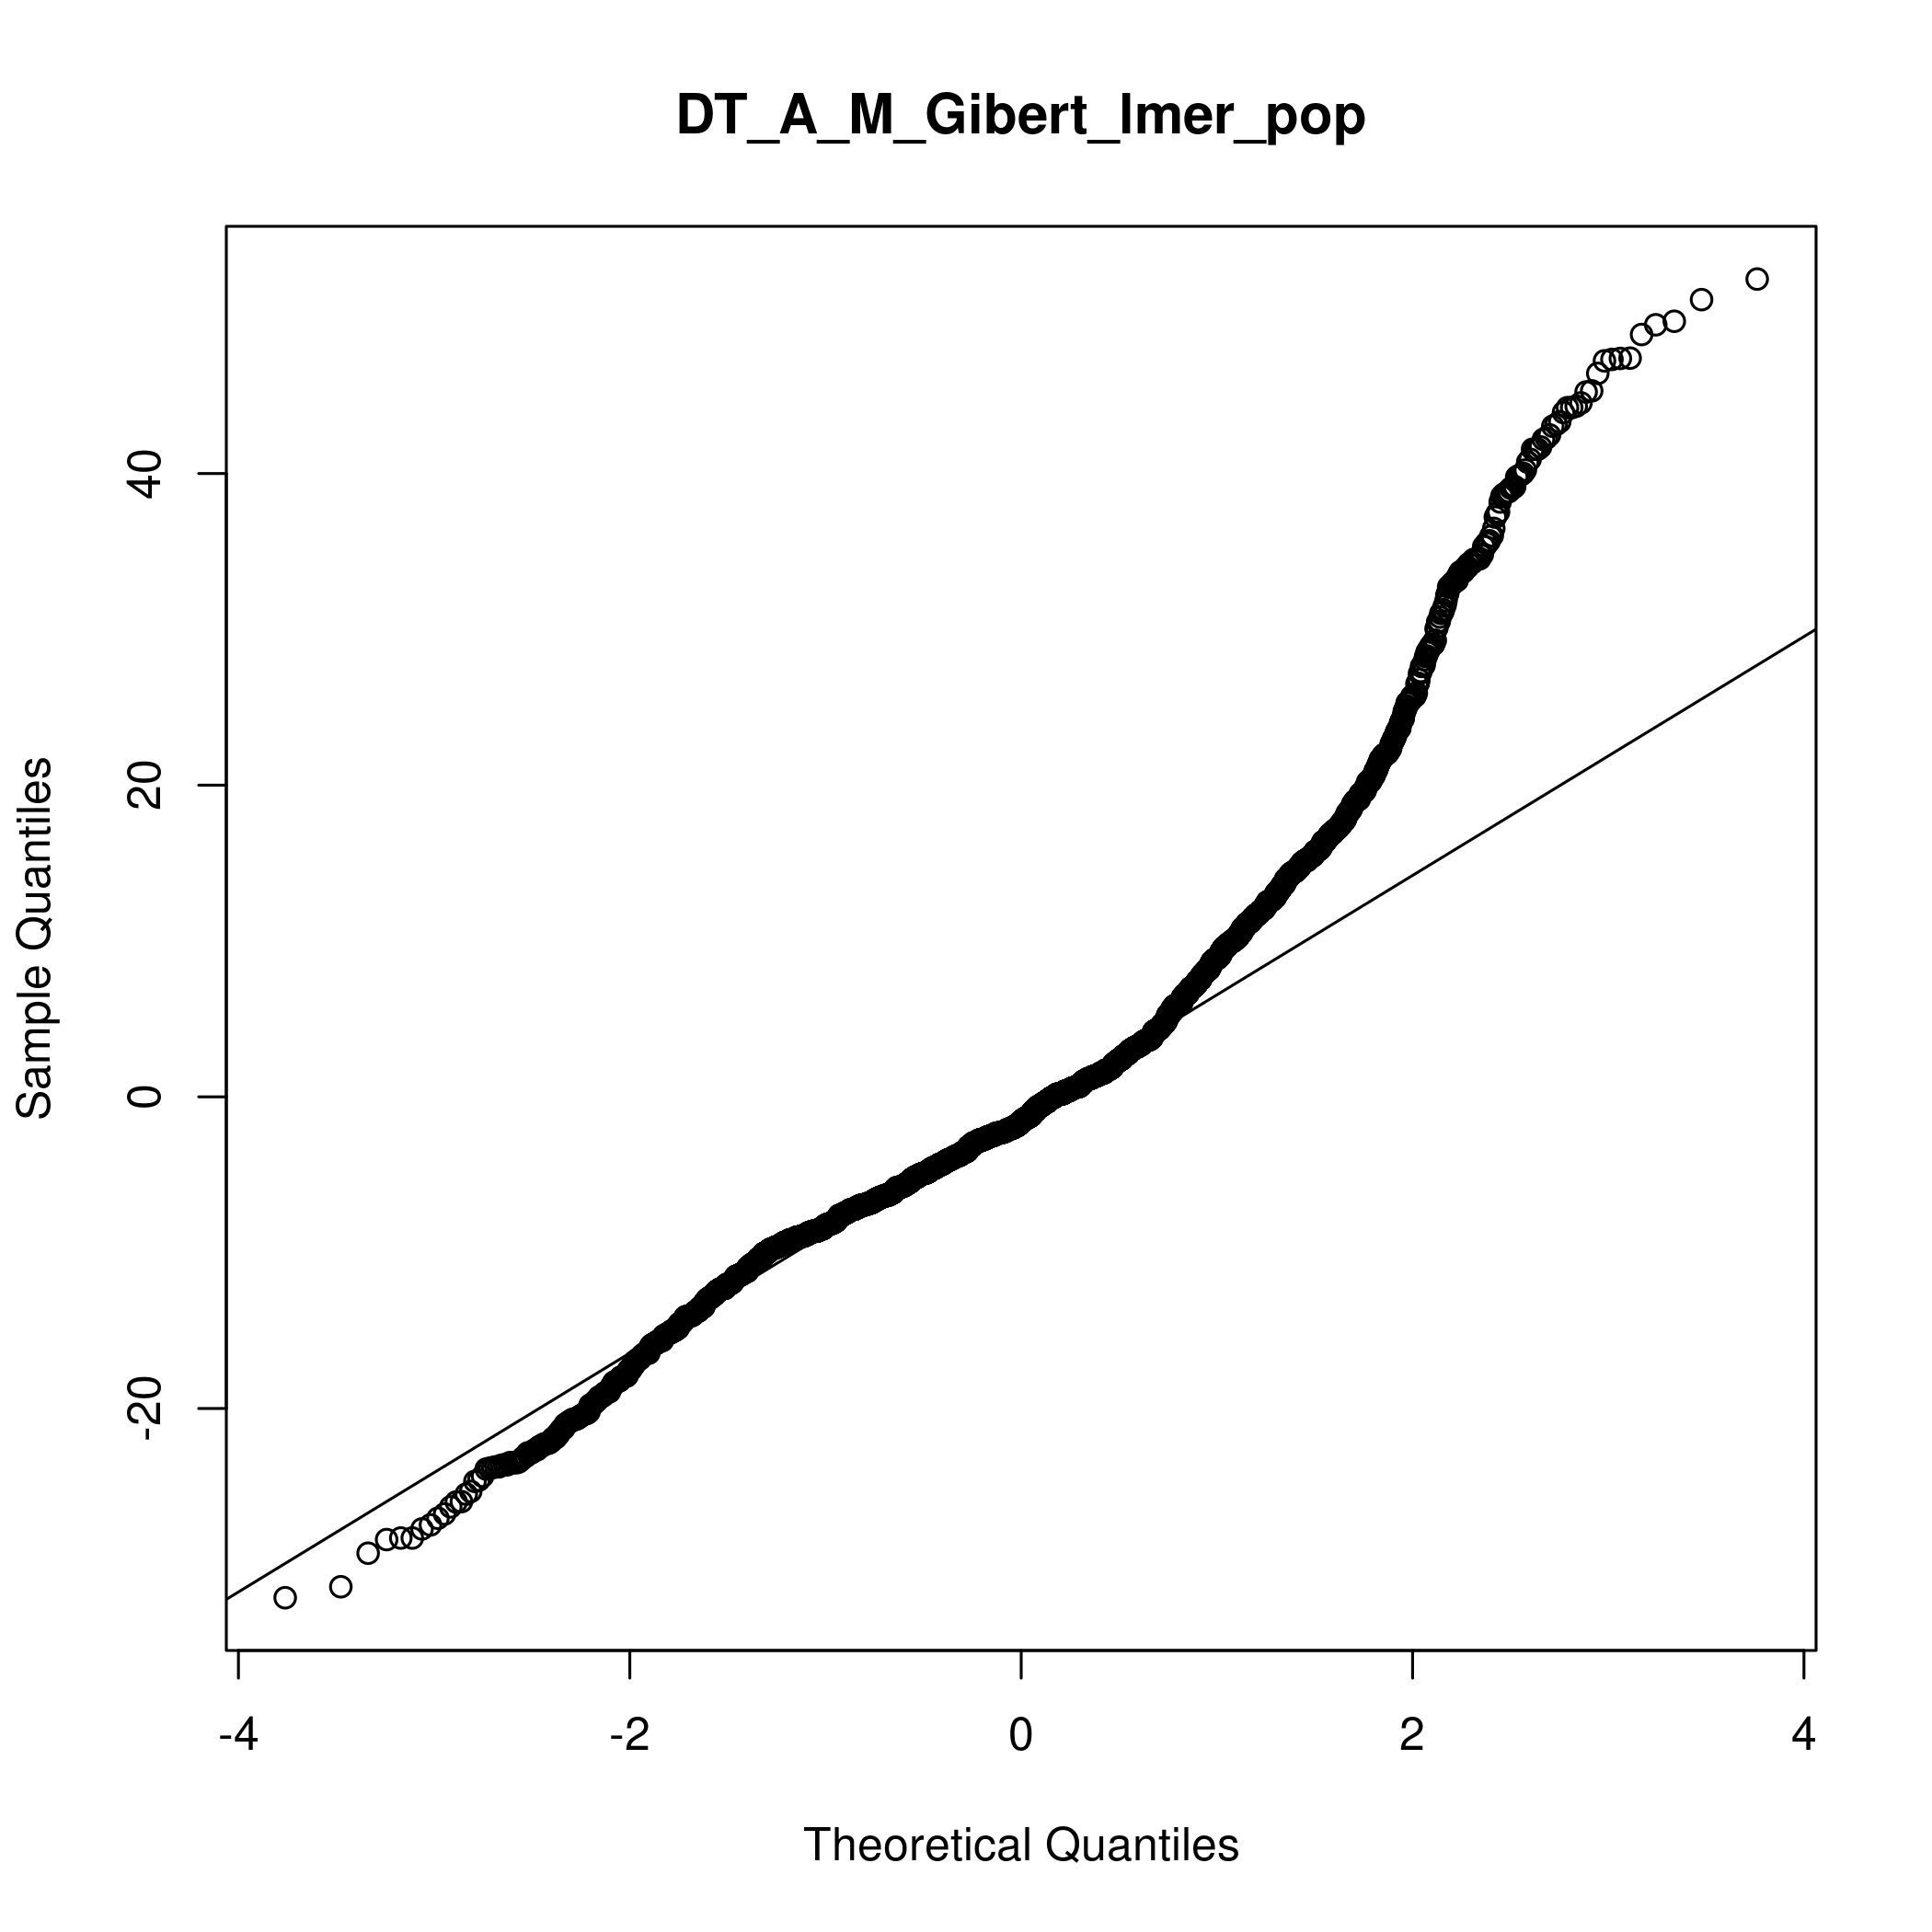 DT_A_M_Gibert_lmer_pop
Sample Quantiles
40
20
0
-20
-4 -2 0 2 4
Theoretical Quantiles